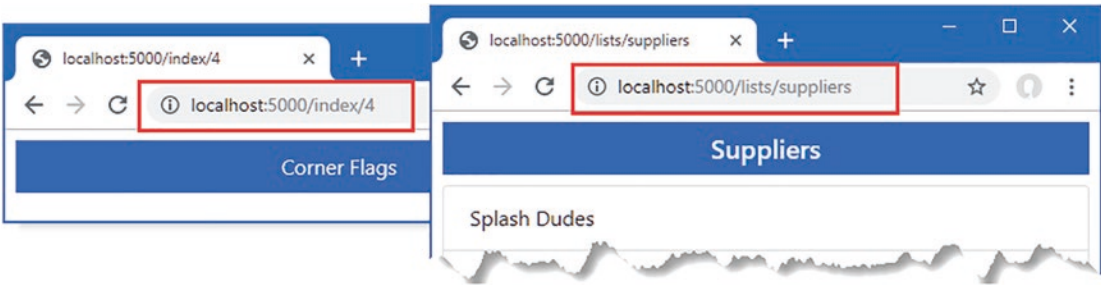 localhost:5000/index/4
localhost:5000/index/4
Corner Flags
localhost:5000/lists/suppliers
localhost:5000/lists/suppliers
Suppliers
Splash Dudes